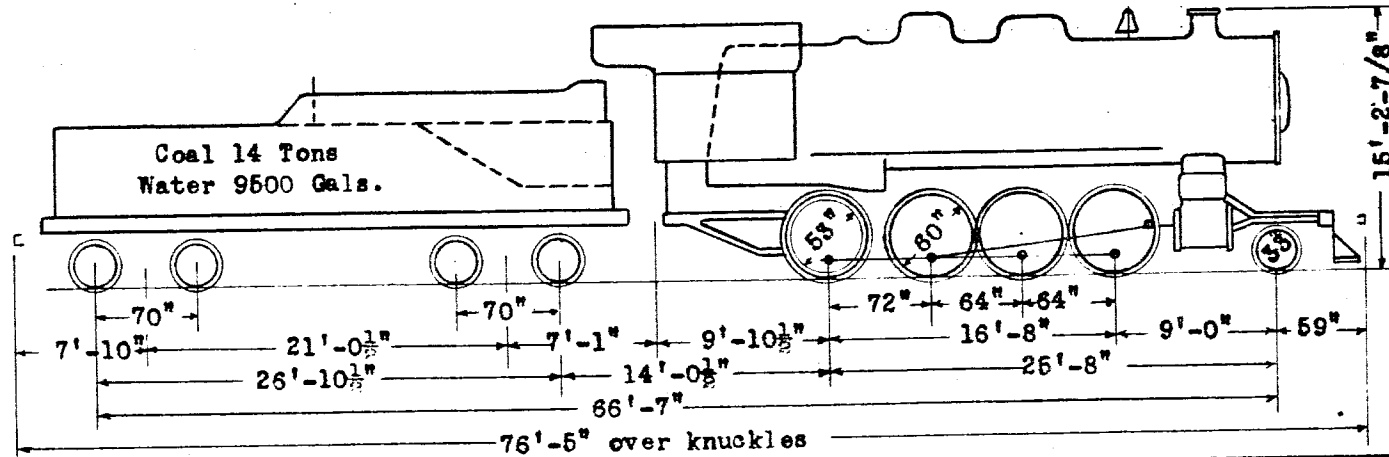 15'-2-7/8"
Coal 14 Tons
Water 9500 Gals.
53" 60" 33"
70" 70" 72" 64" 64"
7'-10" 21'-0½" 7'-1" 9'-10½" 16'-8" 9'-0" 59"
26'-10½" 14'-0½" 25'-8"
66'-7"
76'-5" over knuckles